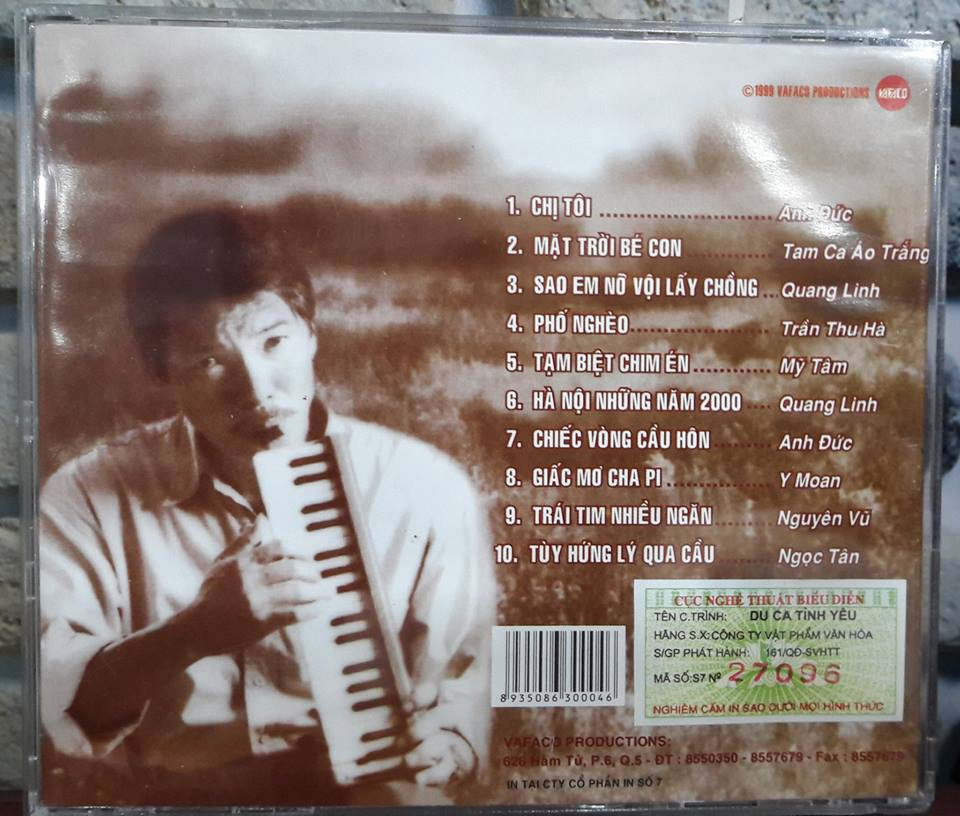 ©1999 VAFACO PRODUCTIONS
1. CHỊ TÔI ........................ Anh Đức
2. MẶT TRỜI BÉ CON ........... Tam Ca Áo Trắng
3. SAO EM NỠ VỘI LẤY CHỒNG ... Quang Linh
4. PHỐ NGHÈO ................... Trần Thu Hà
5. TẠM BIỆT CHIM ÉN ............ Mỹ Tâm
6. HÀ NỘI NHỮNG NĂM 2000 .... Quang Linh
7. CHIẾC VÒNG CẦU HÔN ........ Anh Đức
8. GIẤC MƠ CHA PI ............... Y Moan
9. TRÁI TIM NHIỀU NGĂN ........ Nguyên Vũ
10. TÙY HỨNG LÝ QUA CẦU ....... Ngọc Tân
CỤC NGHỆ THUẬT BIỂU DIỄN
TÊN C.TRÌNH: DU CA TÌNH YÊU
HÃNG S.X: CÔNG TY VẬT PHẨM VĂN HÓA
S/GP PHÁT HÀNH: 161/QĐ-SVHTT
MÃ SỐ:S7 Nº 27096
NGHIÊM CẤM IN SAO DƯỚI MỌI HÌNH THỨC
8935086300046
VAFACO PRODUCTIONS:
626 Hàm Tử, P.6, Q.5 - ĐT : 8550350 - 8557679 - Fax : 8557679
IN TẠI CTY CỔ PHẦN IN SỐ 7